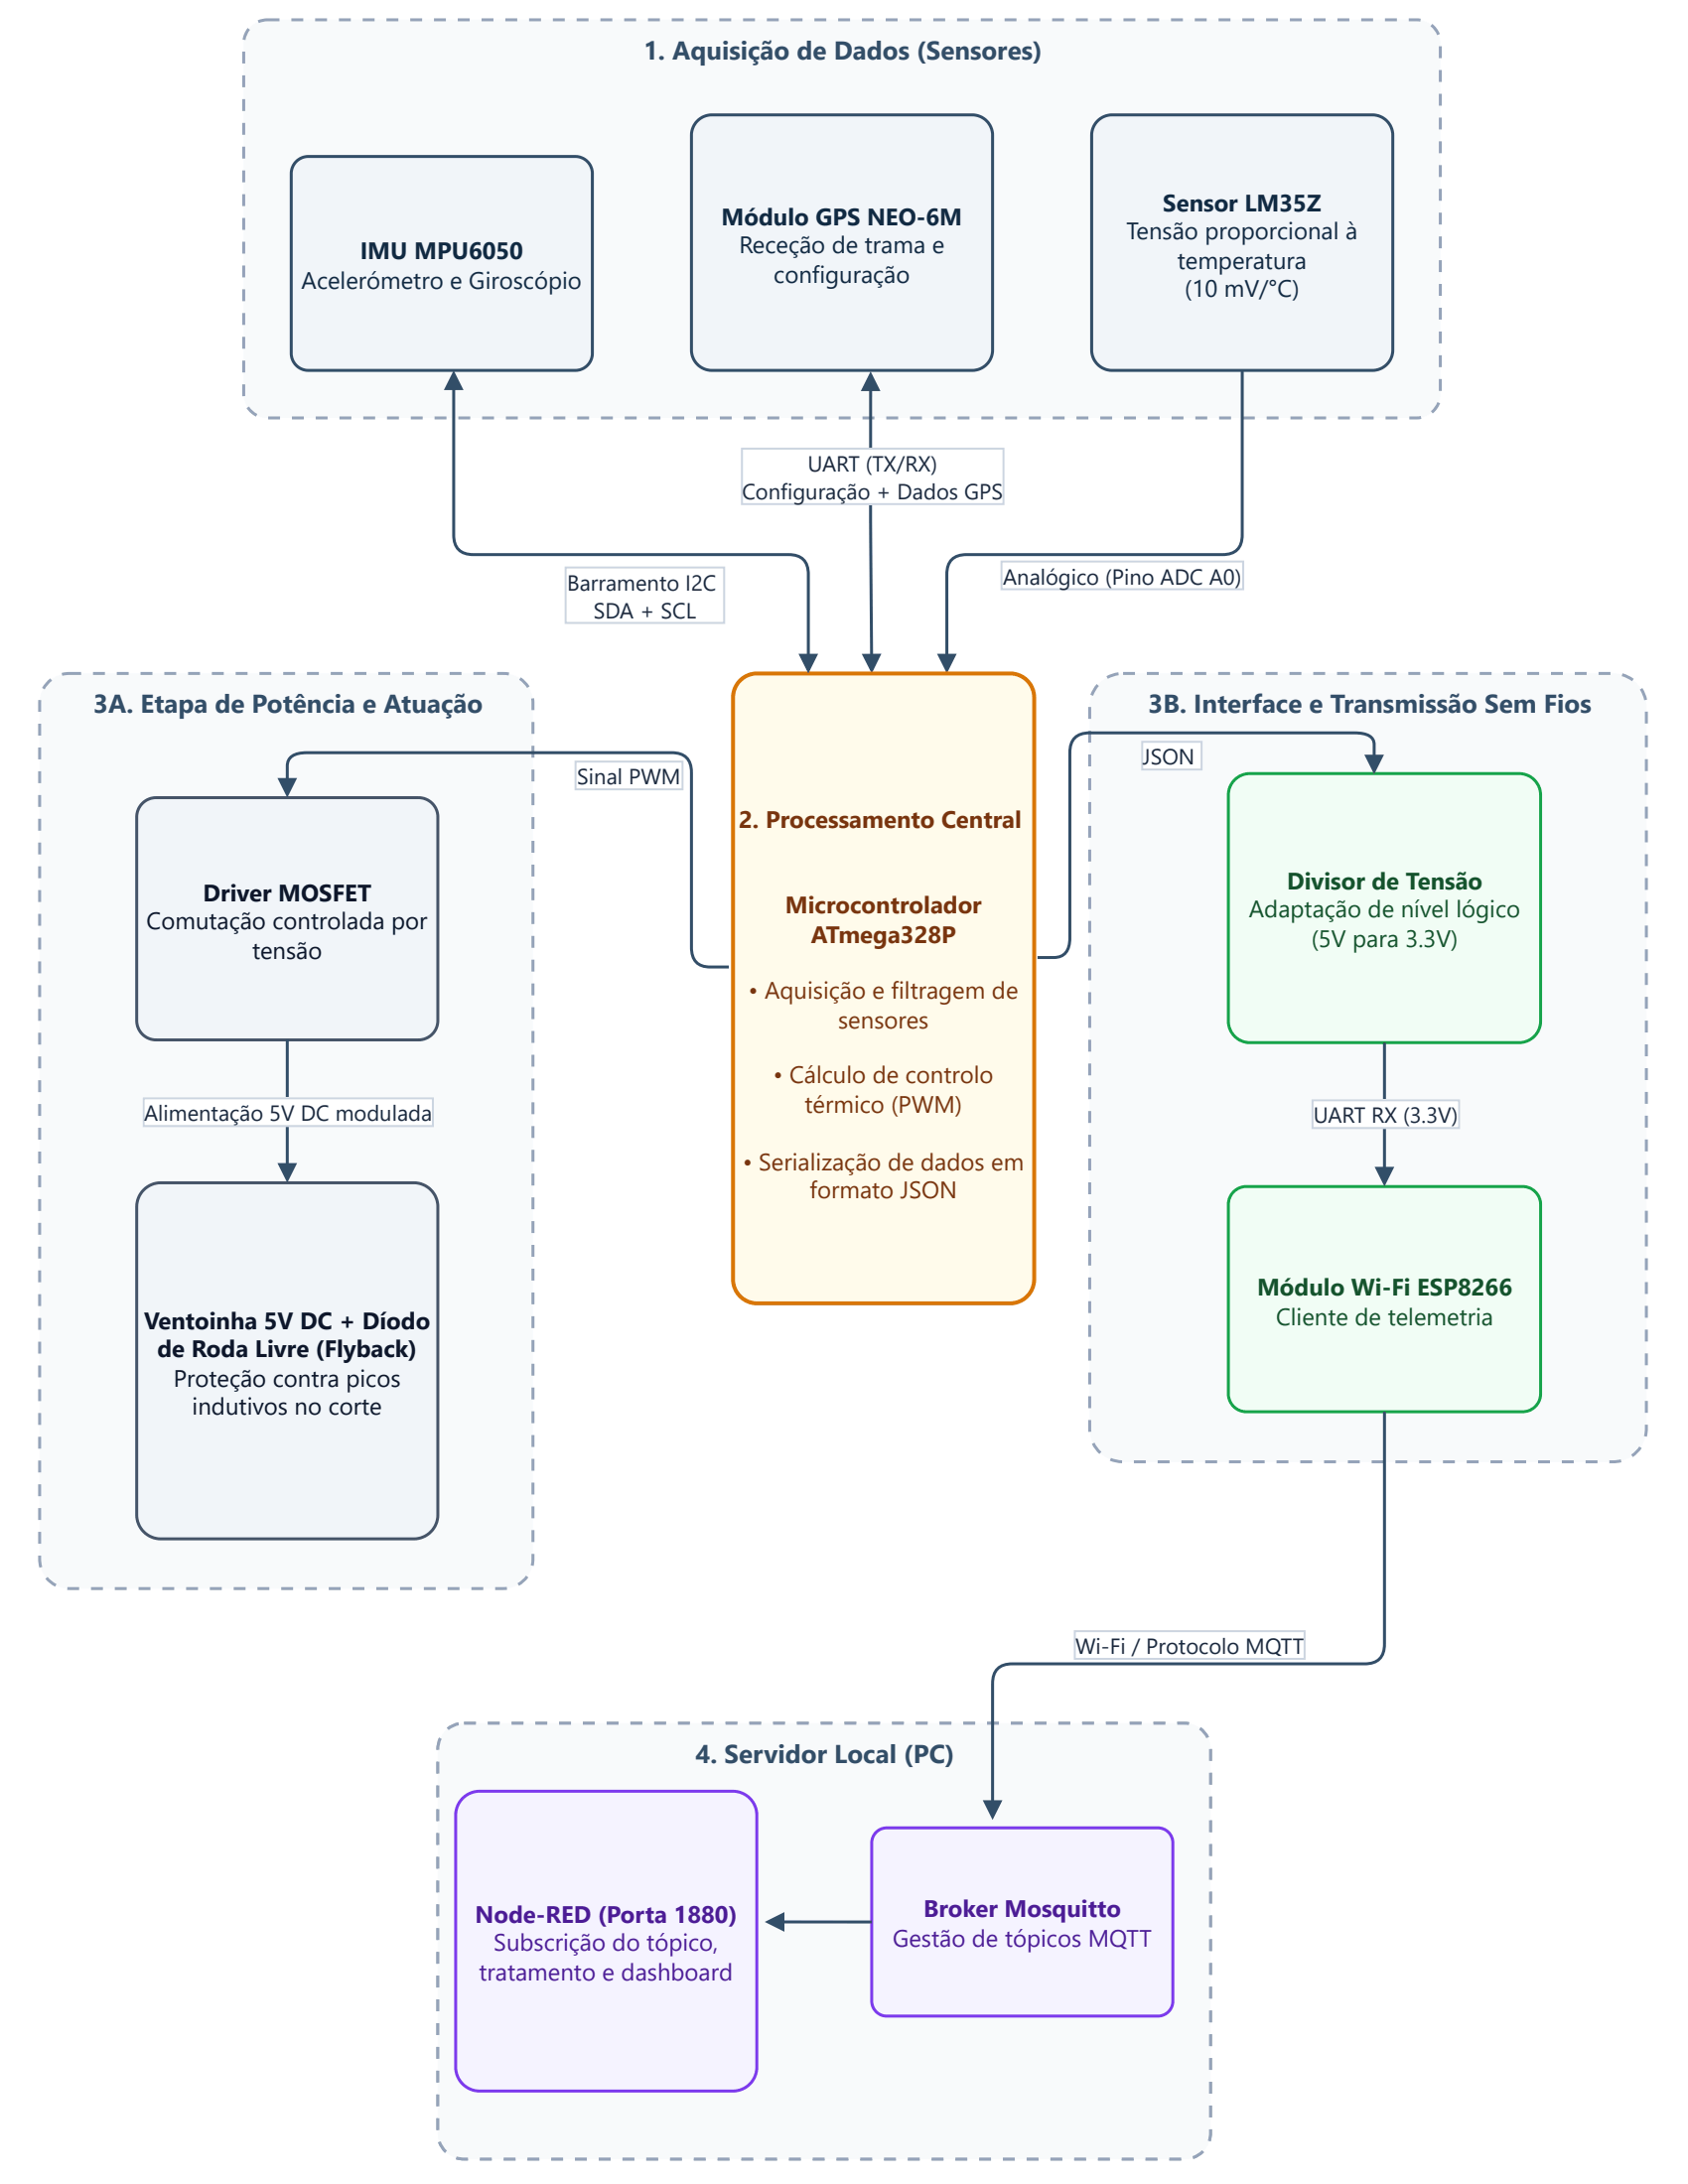 1. Aquisição de Dados (Sensores)
IMU MPU6050
Acelerómetro e Giroscópio
Módulo GPS NEO-6M
Receção de trama e
configuração
Sensor LM35Z
Tensão proporcional à
temperatura
(10 mV/°C)
UART (TX/RX)
Configuração + Dados GPS
Barramento I2C
SDA + SCL
Analógico (Pino ADC A0)
3A. Etapa de Potência e Atuação
Sinal PWM
Driver MOSFET
Comutação controlada por
tensão
Alimentação 5V DC modulada
Ventoinha 5V DC + Díodo
de Roda Livre (Flyback)
Proteção contra picos
indutivos no corte
2. Processamento Central
Microcontrolador
ATmega328P
• Aquisição e filtragem de
sensores
• Cálculo de controlo
térmico (PWM)
• Serialização de dados em
formato JSON
3B. Interface e Transmissão Sem Fios
JSON
Divisor de Tensão
Adaptação de nível lógico
(5V para 3.3V)
UART RX (3.3V)
Módulo Wi-Fi ESP8266
Cliente de telemetria
Wi-Fi / Protocolo MQTT
4. Servidor Local (PC)
Node-RED (Porta 1880)
Subscrição do tópico,
tratamento e dashboard
Broker Mosquitto
Gestão de tópicos MQTT